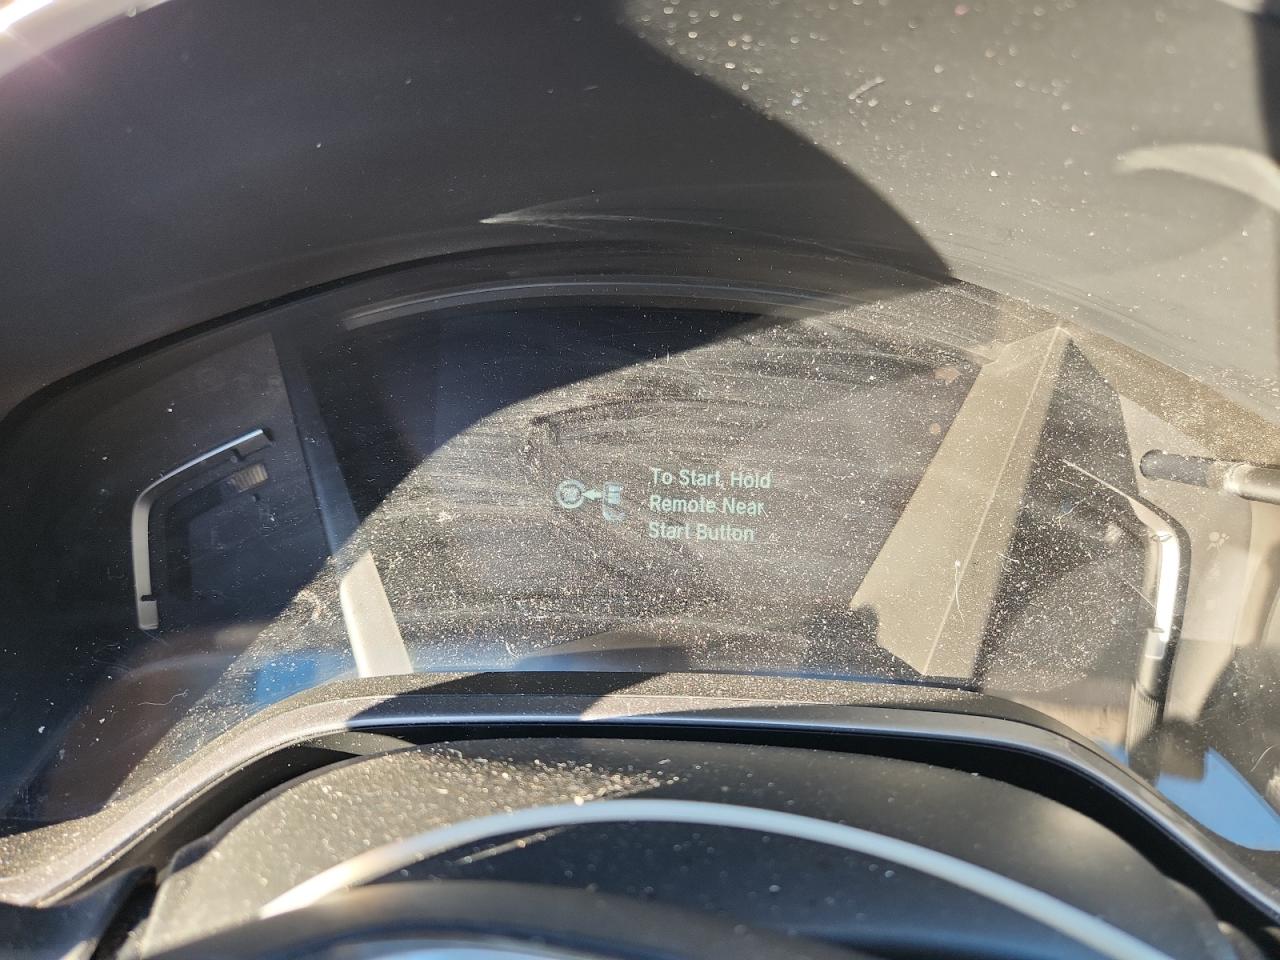 To Start, Hold
Remote Near
Start Button